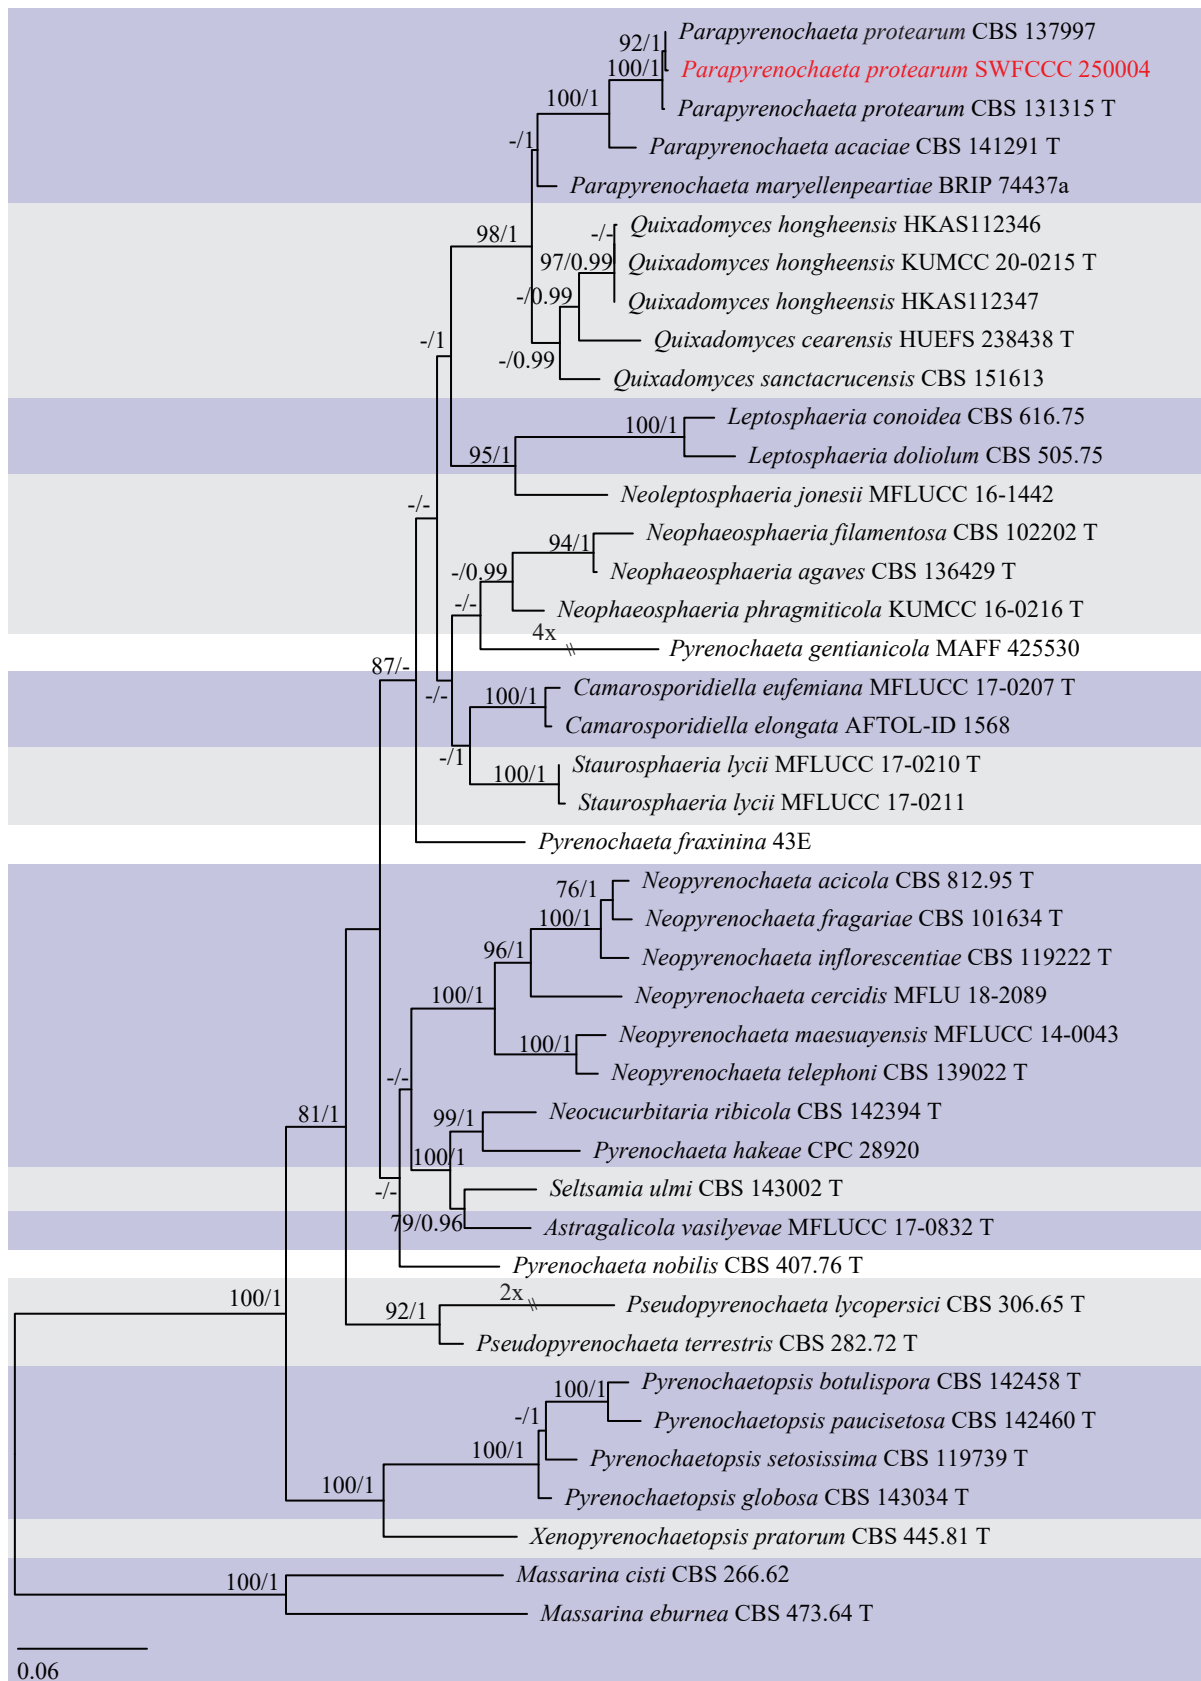 Parapyrenochaeta protearum CBS 137997
92/1
100/1
Parapyrenochaeta protearum SWFCCC 250004
100/1
Parapyrenochaeta protearum CBS 131315 T
-/1
Parapyrenochaeta acaciae CBS 141291 T
Parapyrenochaeta maryellenpeartiae BRIP 74437a
98/1
-/-
Quixadomyces hongheensis HKAS112346
97/0.99
Quixadomyces hongheensis KUMCC 20-0215 T
-/0.99
Quixadomyces hongheensis HKAS112347
-/1
Quixadomyces cearensis HUEFS 238438 T
-/0.99
Quixadomyces sanctacrucensis CBS 151613
100/1
Leptosphaeria conoidea CBS 616.75
95/1
Leptosphaeria doliolum CBS 505.75
Neoleptosphaeria jonesii MFLUCC 16-1442
-/-
94/1
Neophaeosphaeria filamentosa CBS 102202 T
-/0.99
Neophaeosphaeria agaves CBS 136429 T
-/-
Neophaeosphaeria phragmiticola KUMCC 16-0216 T
4x
Pyrenochaeta gentianicola MAFF 425530
87/-
-/-
100/1
Camarosporidiella eufemiana MFLUCC 17-0207 T
Camarosporidiella elongata AFTOL-ID 1568
-/1
100/1
Staurosphaeria lycii MFLUCC 17-0210 T
Staurosphaeria lycii MFLUCC 17-0211
Pyrenochaeta fraxinina 43E
76/1
Neopyrenochaeta acicola CBS 812.95 T
100/1
Neopyrenochaeta fragariae CBS 101634 T
96/1
Neopyrenochaeta inflorescentiae CBS 119222 T
100/1
Neopyrenochaeta cercidis MFLU 18-2089
100/1
Neopyrenochaeta maesuayensis MFLUCC 14-0043
-/-
Neopyrenochaeta telephoni CBS 139022 T
81/1
99/1
Neocucurbitaria ribicola CBS 142394 T
100/1
Pyrenochaeta hakeae CPC 28920
-/-
Seltsamia ulmi CBS 143002 T
79/0.96
Astragalicola vasilyevae MFLUCC 17-0832 T
Pyrenochaeta nobilis CBS 407.76 T
100/1
2x
92/1
Pseudopyrenochaeta lycopersici CBS 306.65 T
Pseudopyrenochaeta terrestris CBS 282.72 T
100/1
Pyrenochaetopsis botulispora CBS 142458 T
-/1
Pyrenochaetopsis paucisetosa CBS 142460 T
100/1
Pyrenochaetopsis setosissima CBS 119739 T
100/1
Pyrenochaetopsis globosa CBS 143034 T
Xenopyrenochaetopsis pratorum CBS 445.81 T
100/1
Massarina cisti CBS 266.62
Massarina eburnea CBS 473.64 T
0.06